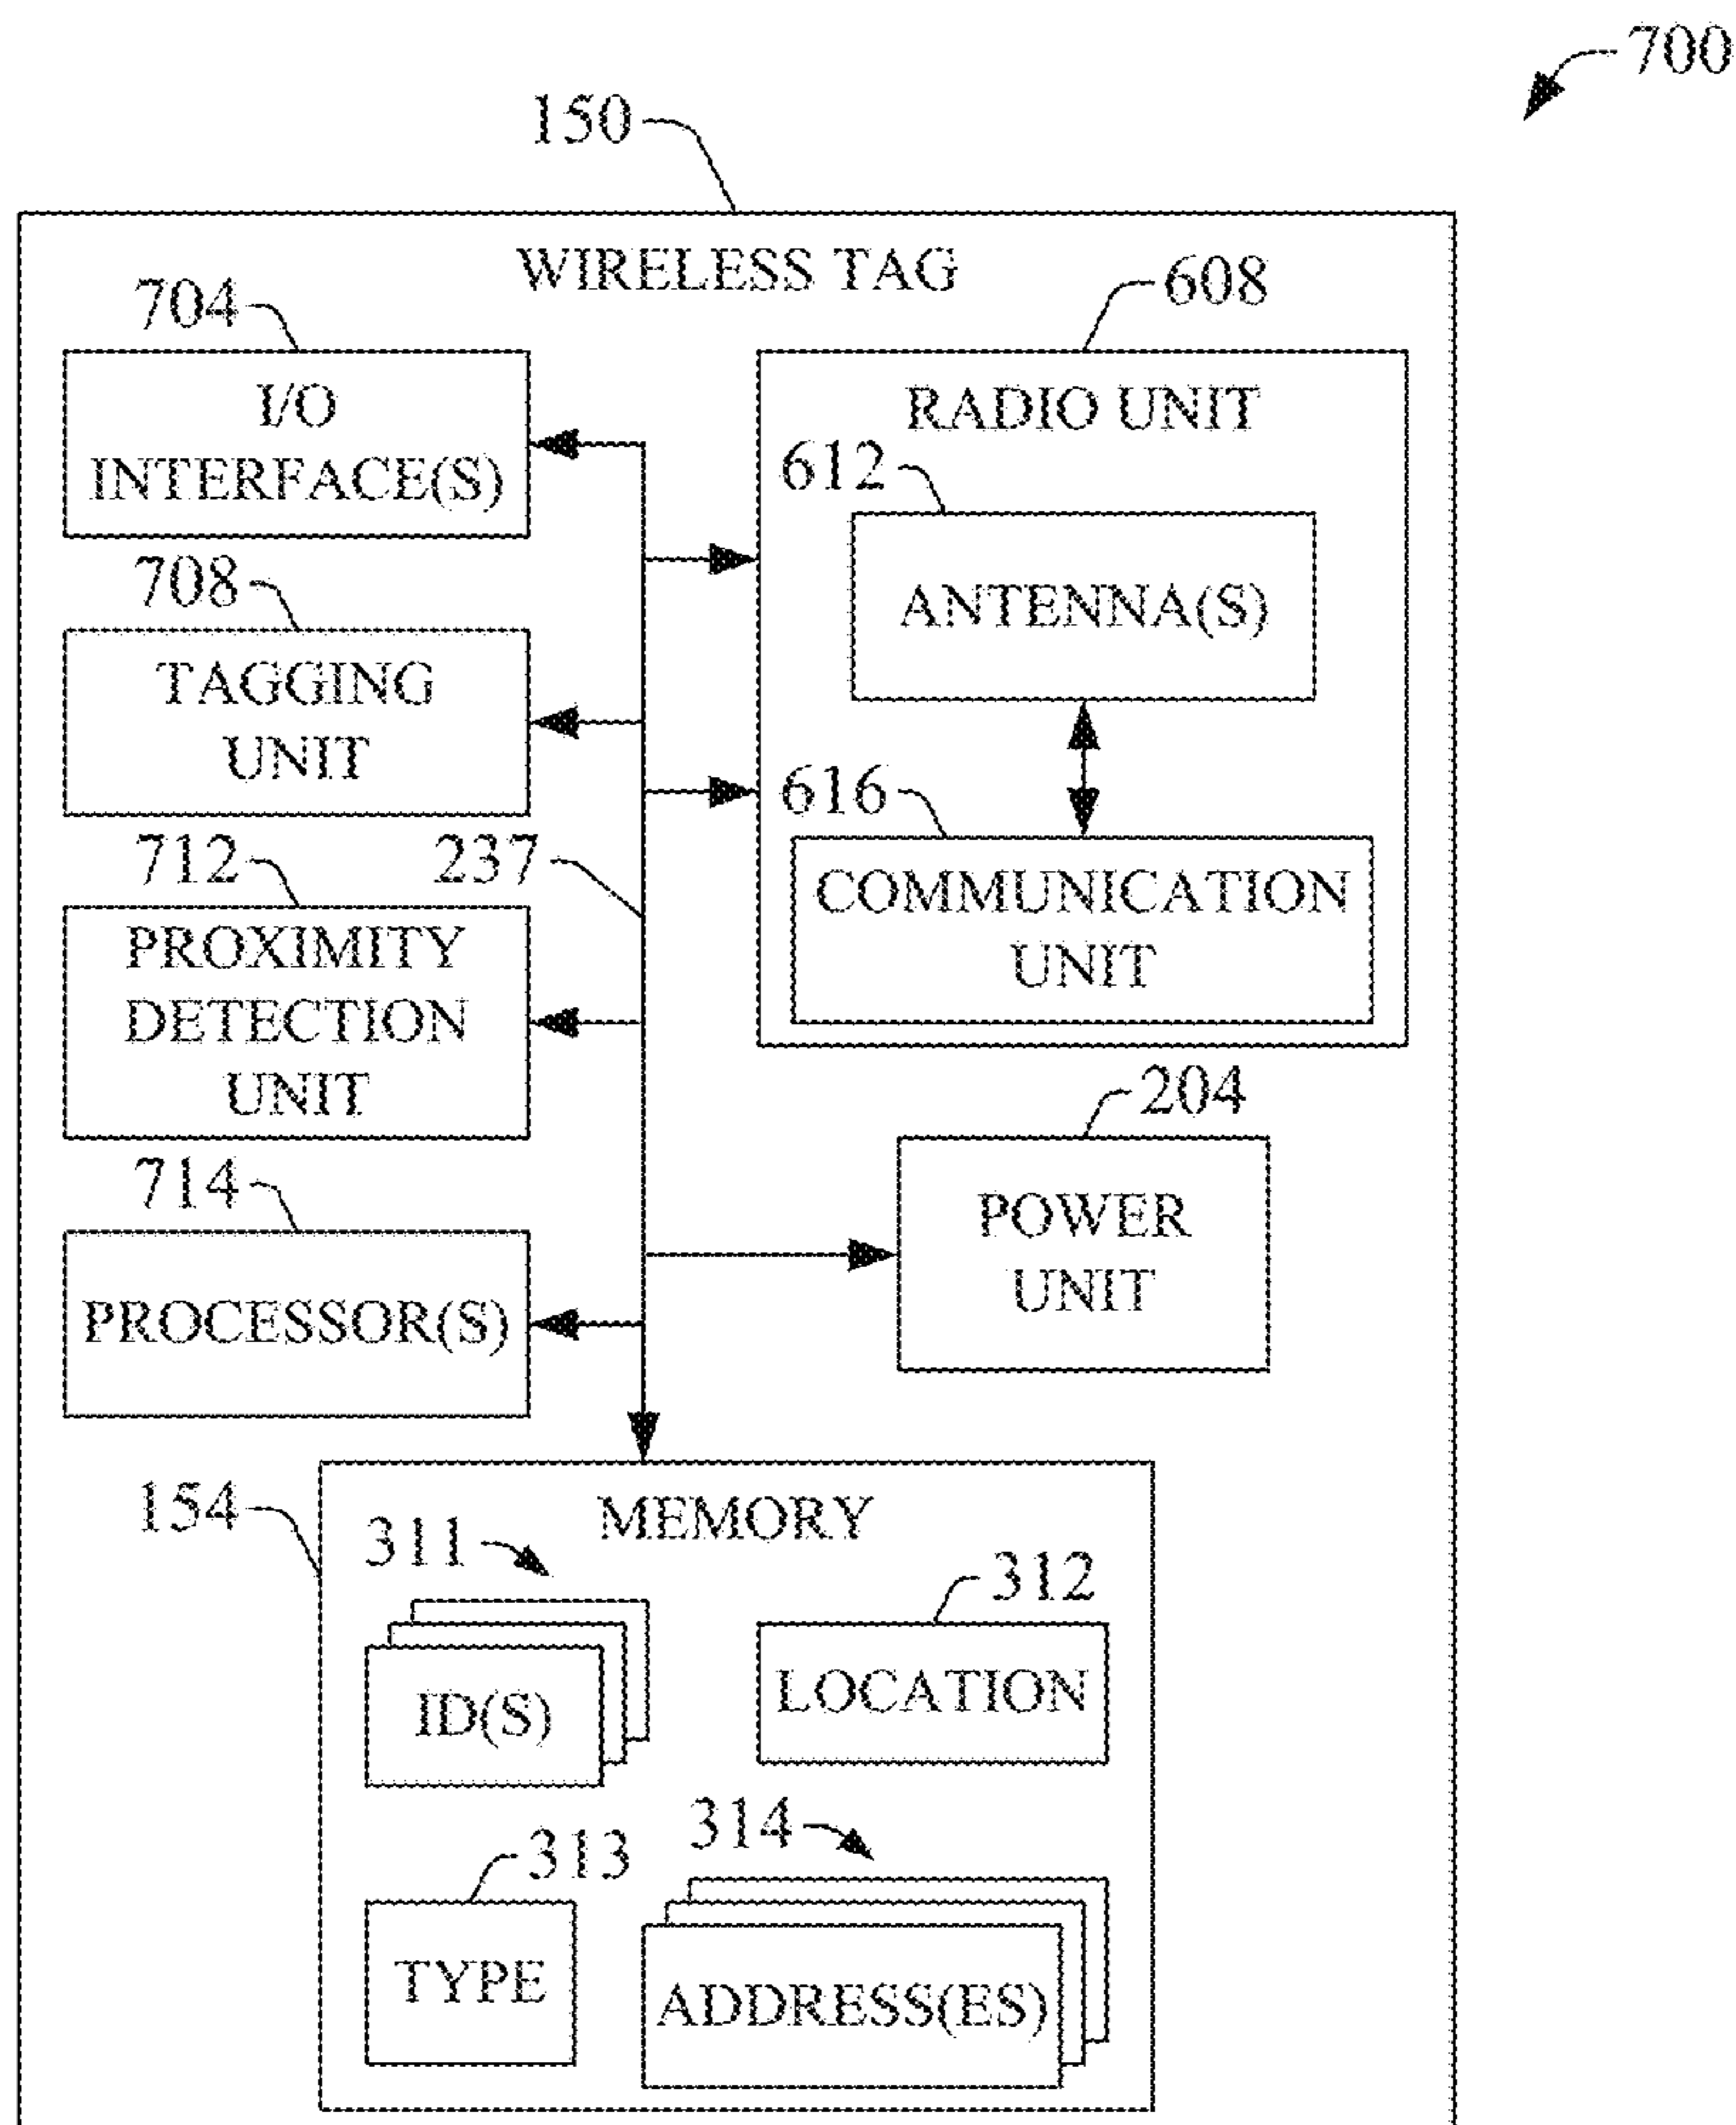 700
150
WIRELESS TAG
704
608
I/O
INTERFACE(S)
RADIO UNIT
612
ANTENNA(S)
708
TAGGING
UNIT
616
COMMUNICATION
UNIT
712
237
PROXIMITY
DETECTION
UNIT
204
POWER
UNIT
714
PROCESSOR(S)
154
MEMORY
311
312
ID(S)
LOCATION
313
314
TYPE
ADDRESS(ES)